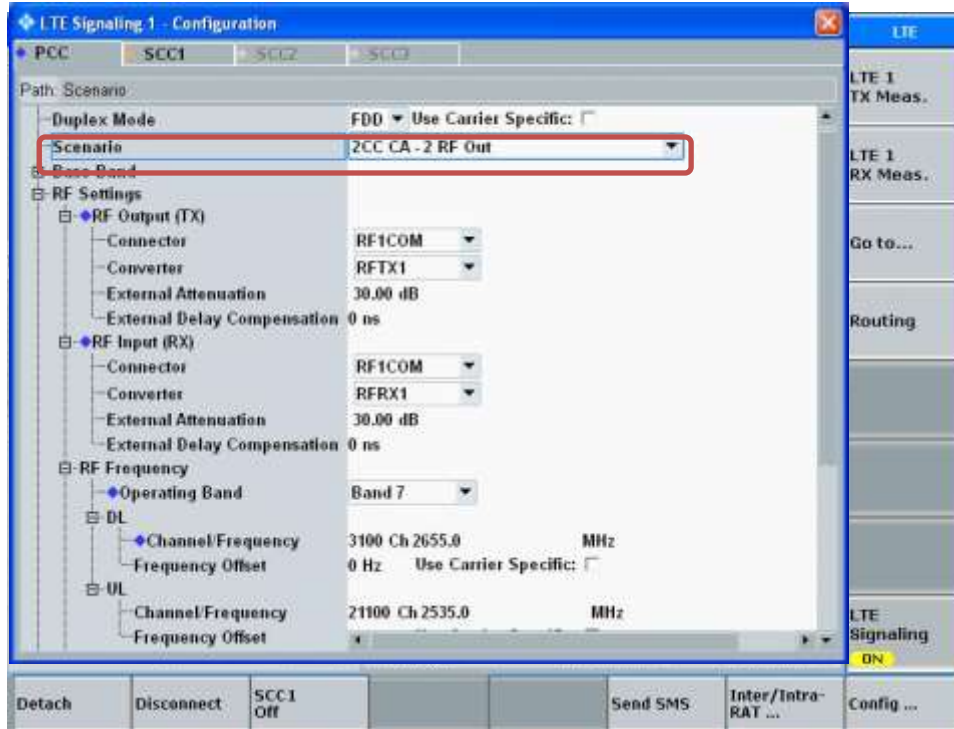 LTE Signaling 1 - Configuration
PCC SCC1 SCC2 SCC3
Path: Scenario
Duplex Mode FDD Use Carrier Specific:
Scenario 2CC CA - 2 RF Out
Base Band
RF Settings
RF Output (TX)
Connector RF1COM
Converter RFTX1
External Attenuation 30.00 dB
External Delay Compensation 0 ns
RF Input (RX)
Connector RF1COM
Converter RFRX1
External Attenuation 30.00 dB
External Delay Compensation 0 ns
RF Frequency
Operating Band Band 7
DL
Channel/Frequency 3100 Ch 2655.0 MHz
Frequency Offset 0 Hz Use Carrier Specific:
UL
Channel/Frequency 21100 Ch 2535.0 MHz
Frequency Offset
LTE
LTE 1
TX Meas.
LTE 1
RX Meas.
Go to...
Routing
LTE
Signaling
ON
Detach
Disconnect
SCC1
Off
Send SMS
Inter/Intra-
RAT ...
Config ...